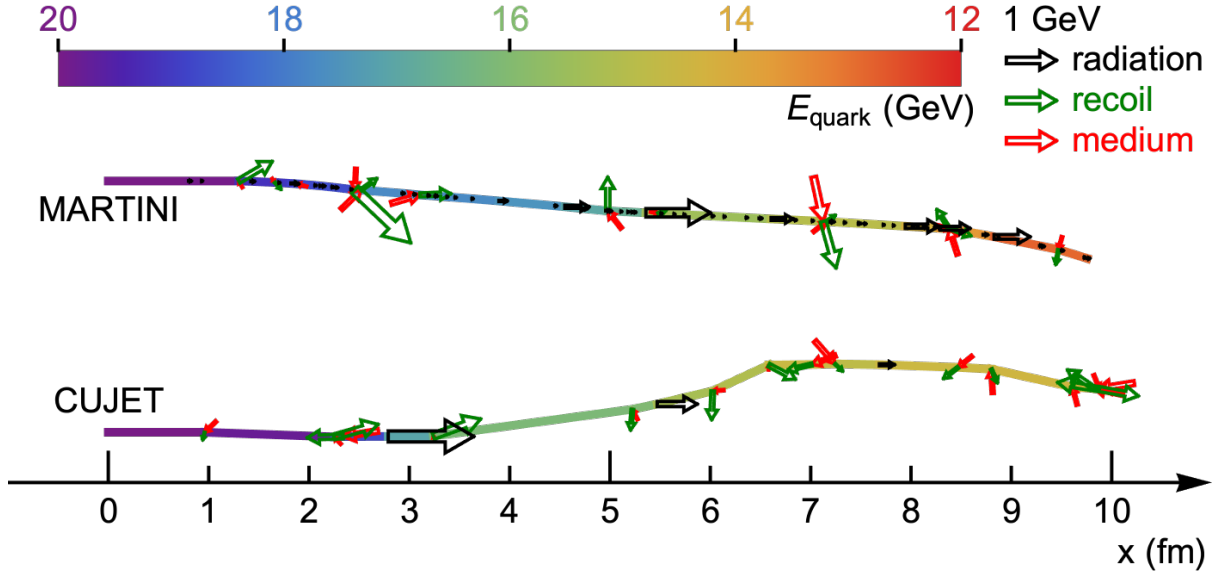 20 18 16 14 12 1 GeV
radiation
E_quark (GeV)
recoil
medium
MARTINI
CUJET
0 1 2 3 4 5 6 7 8 9 10
x (fm)